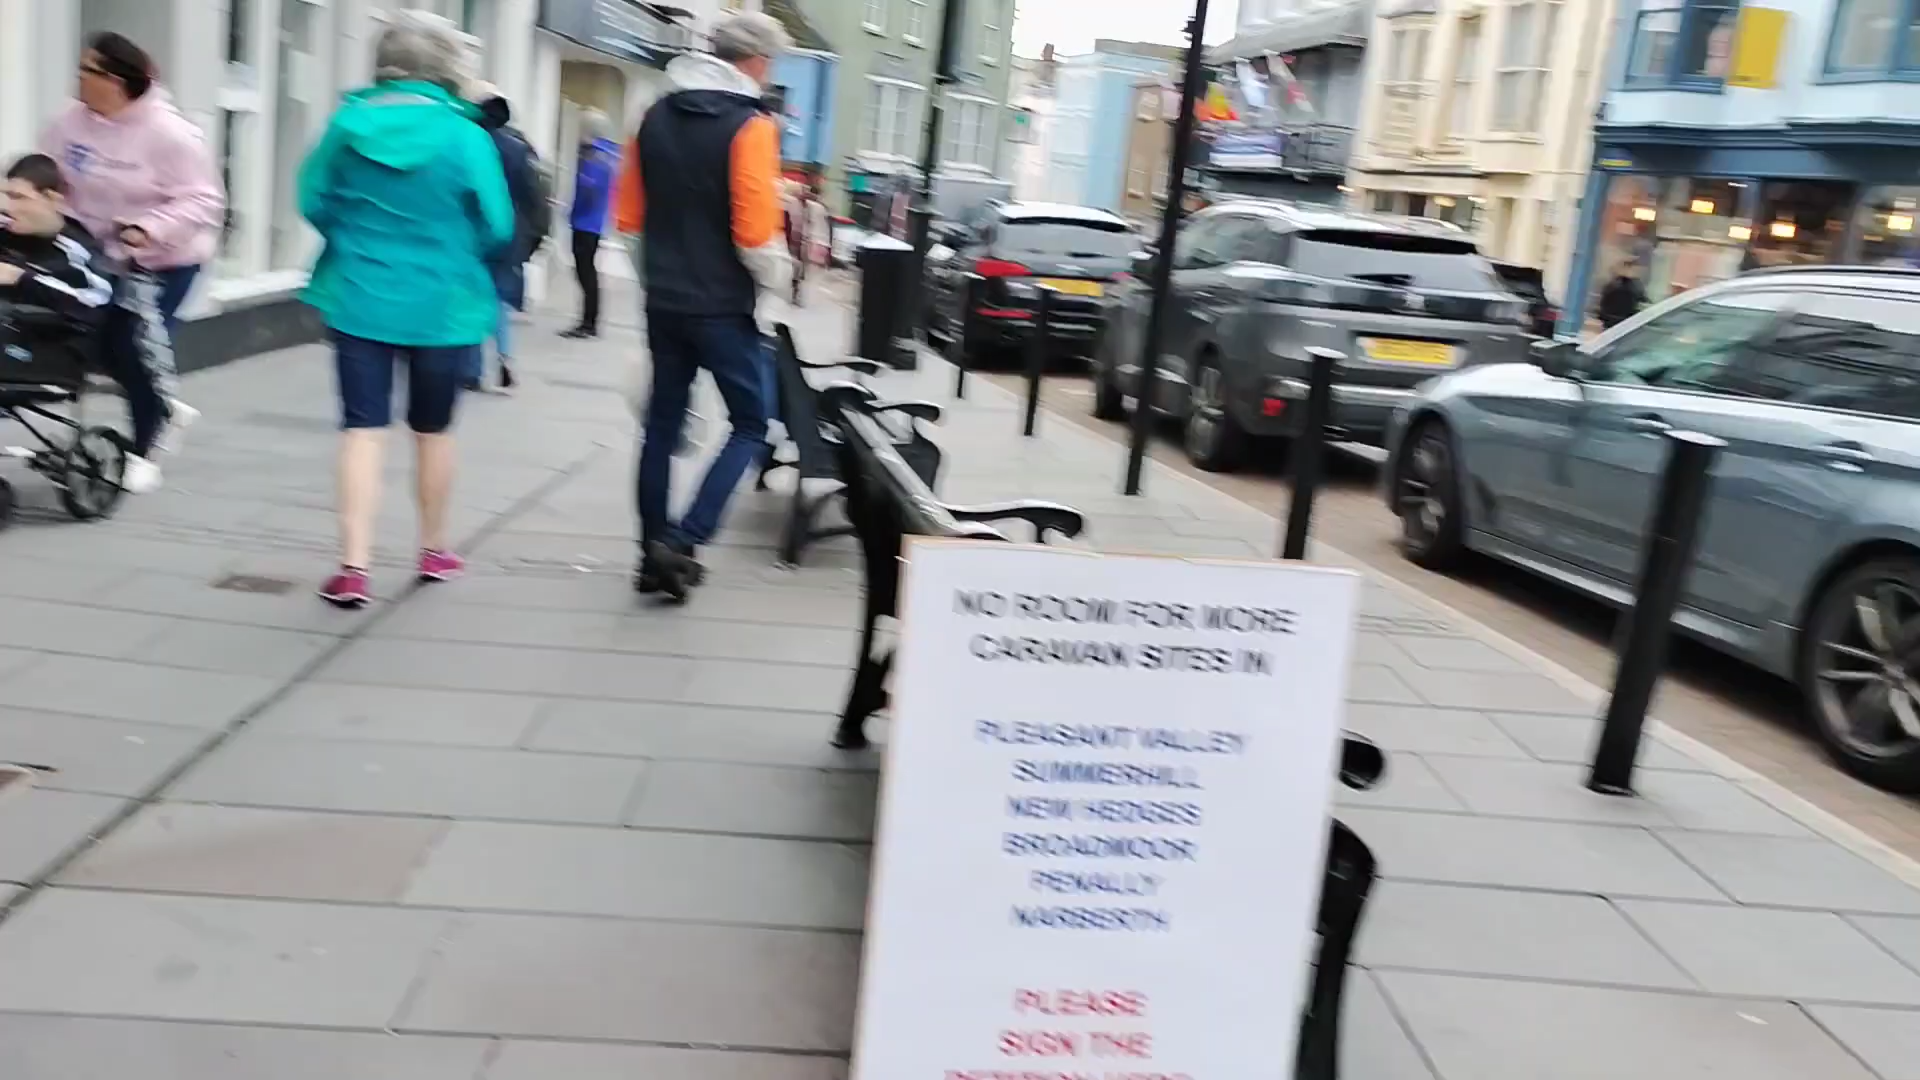 NO ROOM FOR MORE
CARAVAN SITES IN
PLEASANT VALLEY
SUMMERHILL
NEW HEDGES
BROADMOOR
PENALLY
NARBERTH
PLEASE
SIGN THE